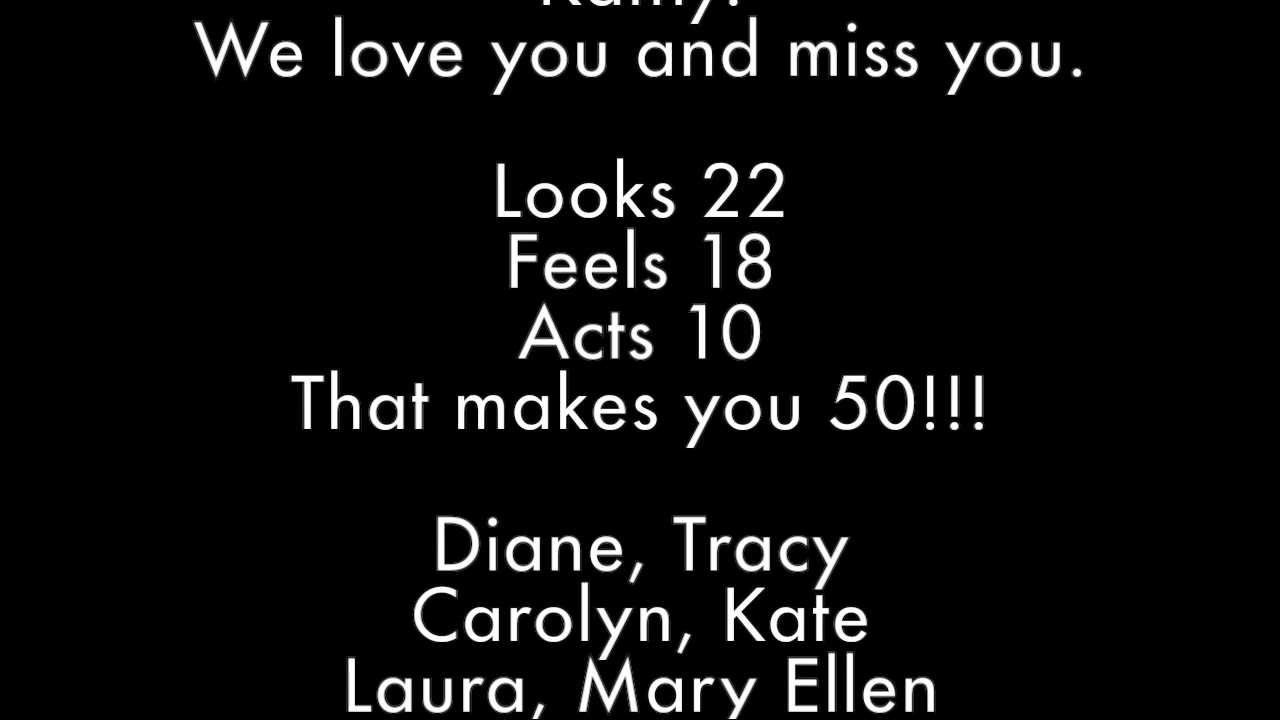 We love you and miss you.
Looks 22
Feels 18
Acts 10
That makes you 50!!!
Diane, Tracy
Carolyn, Kate
Laura, Mary Ellen